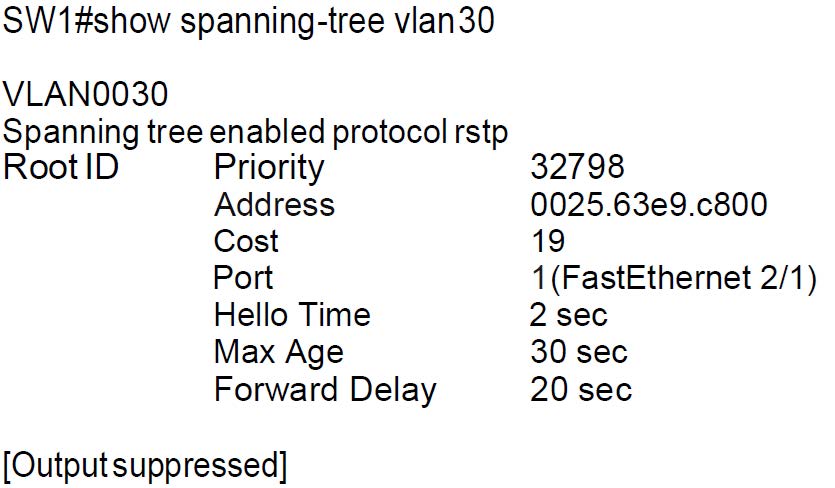 SW1#show spanning-tree vlan 30
VLAN0030
Spanning tree enabled protocol rstp
Root ID Priority 32798
Address 0025.63e9.c800
Cost 19
Port 1(FastEthernet 2/1)
Hello Time 2 sec
Max Age 30 sec
Forward Delay 20 sec
[Output suppressed]